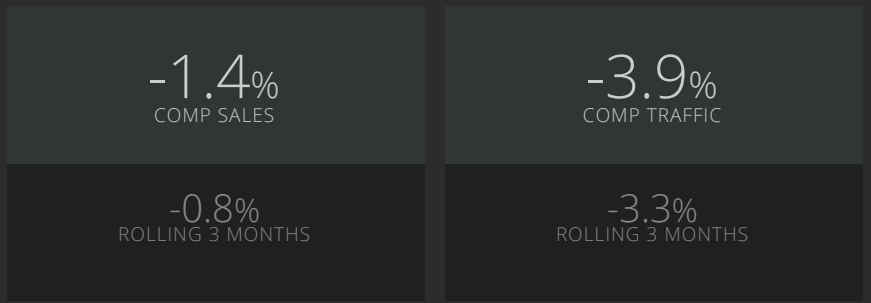 -1.4%
COMP SALES
-0.8%
ROLLING 3 MONTHS
-3.9%
COMP TRAFFIC
-3.3%
ROLLING 3 MONTHS